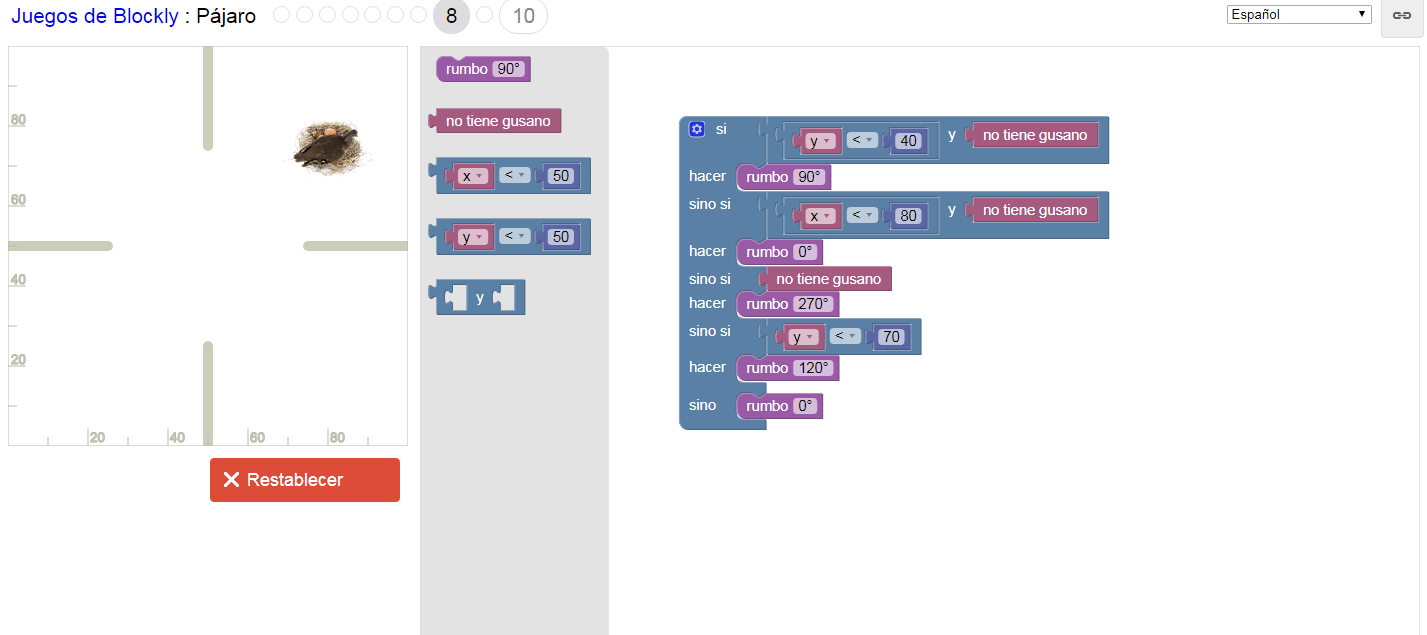 Juegos de Blockly : Pájaro 8 10 Español
80
60
40
20
20 40 60 80
Restablecer
rumbo 90°
no tiene gusano
x < 50
y < 50
y
si y < 40 y no tiene gusano
hacer rumbo 90°
sino si x < 80 y no tiene gusano
hacer rumbo 0°
sino si no tiene gusano
hacer rumbo 270°
sino si y < 70
hacer rumbo 120°
sino rumbo 0°